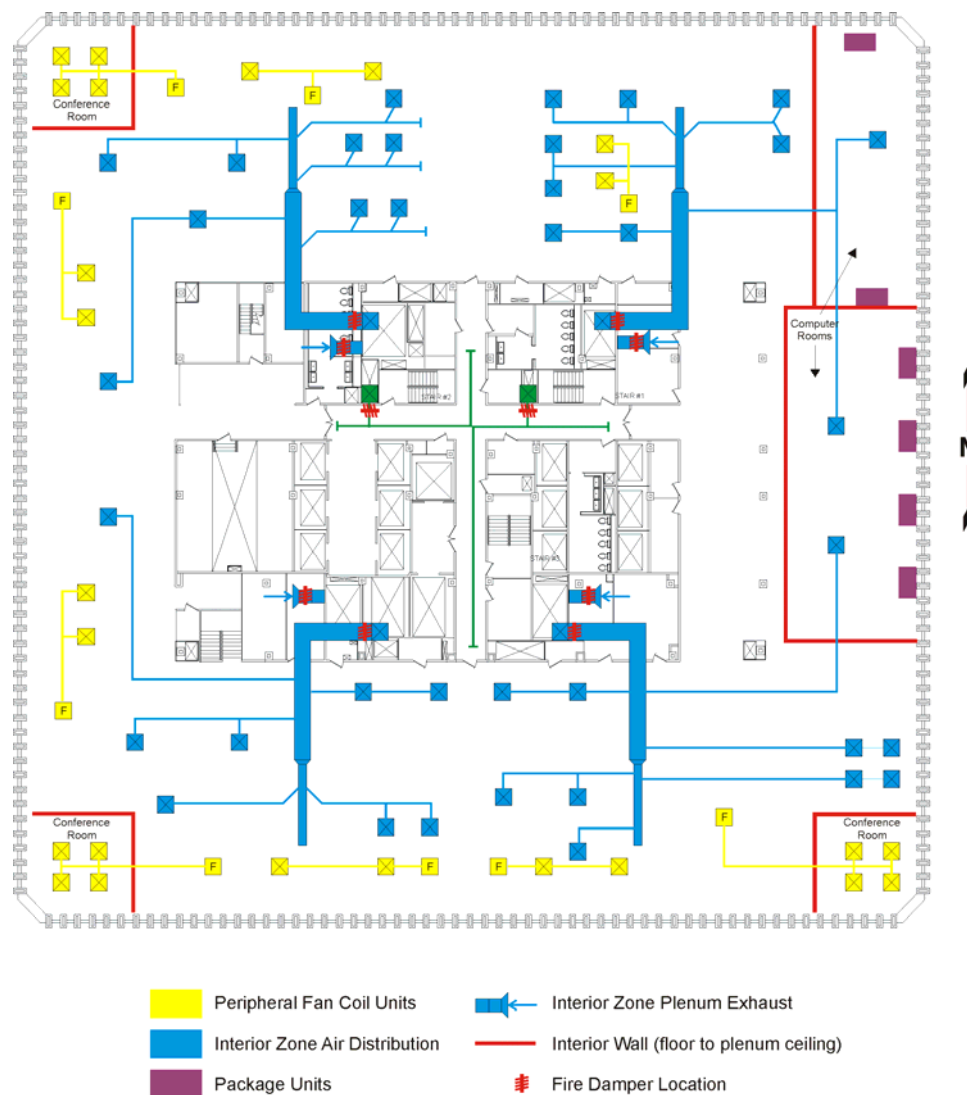 F
F
Conference
Room
F
F
Computer
Rooms
STAIR #2
STAIR #1
N
STAIR #3
F
Conference
Room
F
Conference
Room
F
F
F
Peripheral Fan Coil Units
Interior Zone Plenum Exhaust
Interior Zone Air Distribution
Interior Wall (floor to plenum ceiling)
Package Units
Fire Damper Location